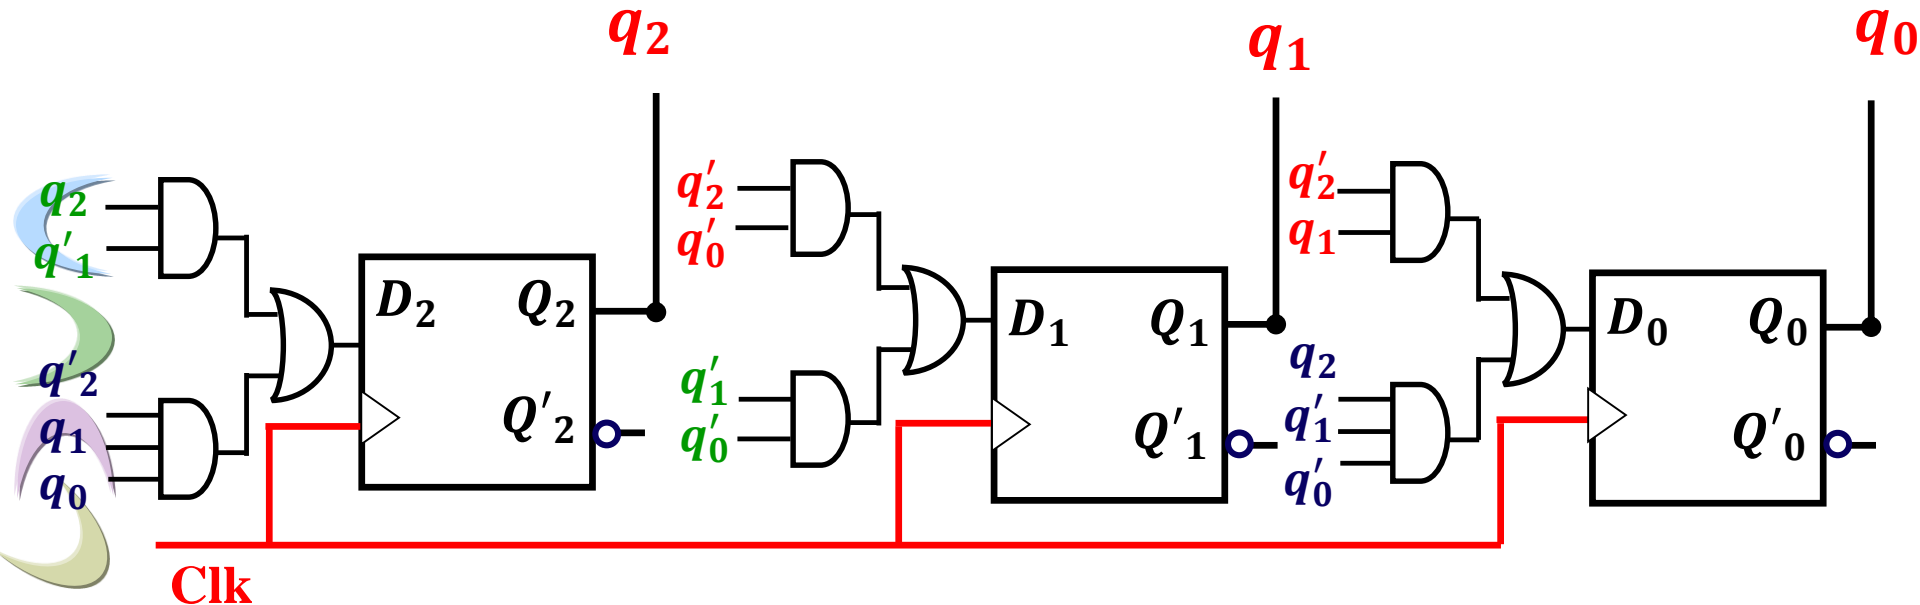 q₂
q₁
q₀
q₂
q′₁
q′₂
q₁
q₀
D₂ Q₂
Q′₂
q′₂
q′₀
q′₁
q′₀
D₁ Q₁
Q′₁
q′₂
q₁
q₂
q′₁
q′₀
D₀ Q₀
Q′₀
Clk